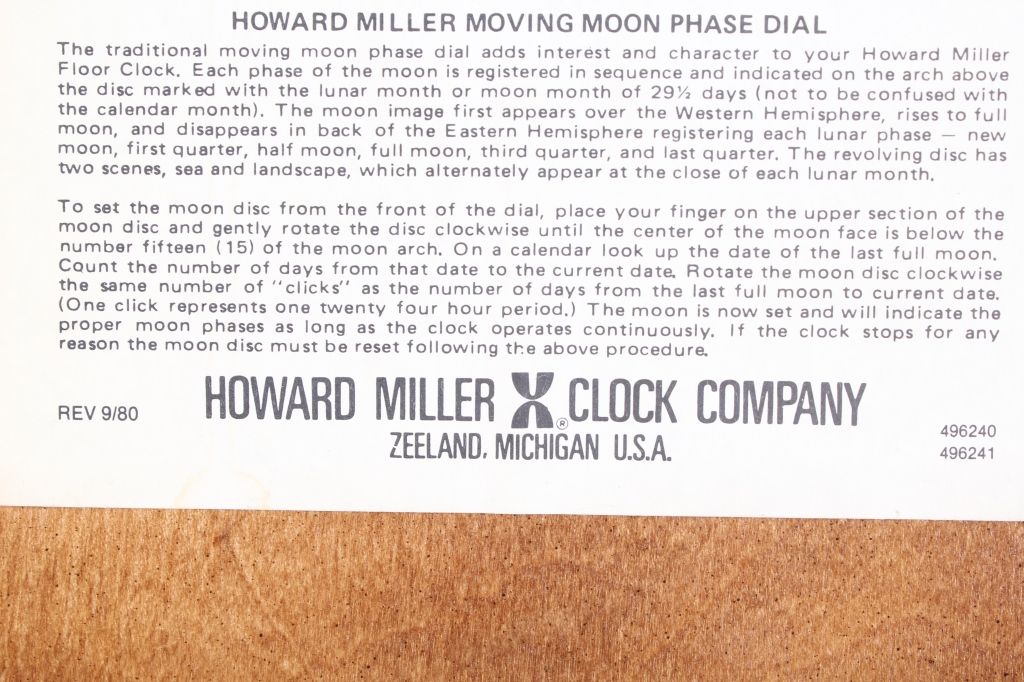 HOWARD MILLER MOVING MOON PHASE DIAL
The traditional moving moon phase dial adds interest and character to your Howard Miller
Floor Clock. Each phase of the moon is registered in sequence and indicated on the arch above
the disc marked with the lunar month or moon month of 29½ days (not to be confused with
the calendar month). The moon image first appears over the Western Hemisphere, rises to full
moon, and disappears in back of the Eastern Hemisphere registering each lunar phase — new
moon, first quarter, half moon, full moon, third quarter, and last quarter. The revolving disc has
two scenes, sea and landscape, which alternately appear at the close of each lunar month.
To set the moon disc from the front of the dial, place your finger on the upper section of the
moon disc and gently rotate the disc clockwise until the center of the moon face is below the
number fifteen (15) of the moon arch. On a calendar look up the date of the last full moon.
Count the number of days from that date to the current date. Rotate the moon disc clockwise
the same number of "clicks" as the number of days from the last full moon to current date.
(One click represents one twenty four hour period.) The moon is now set and will indicate the
proper moon phases as long as the clock operates continuously. If the clock stops for any
reason the moon disc must be reset following the above procedure.
HOWARD MILLER ® CLOCK COMPANY
ZEELAND, MICHIGAN U.S.A.
REV 9/80
496240
496241